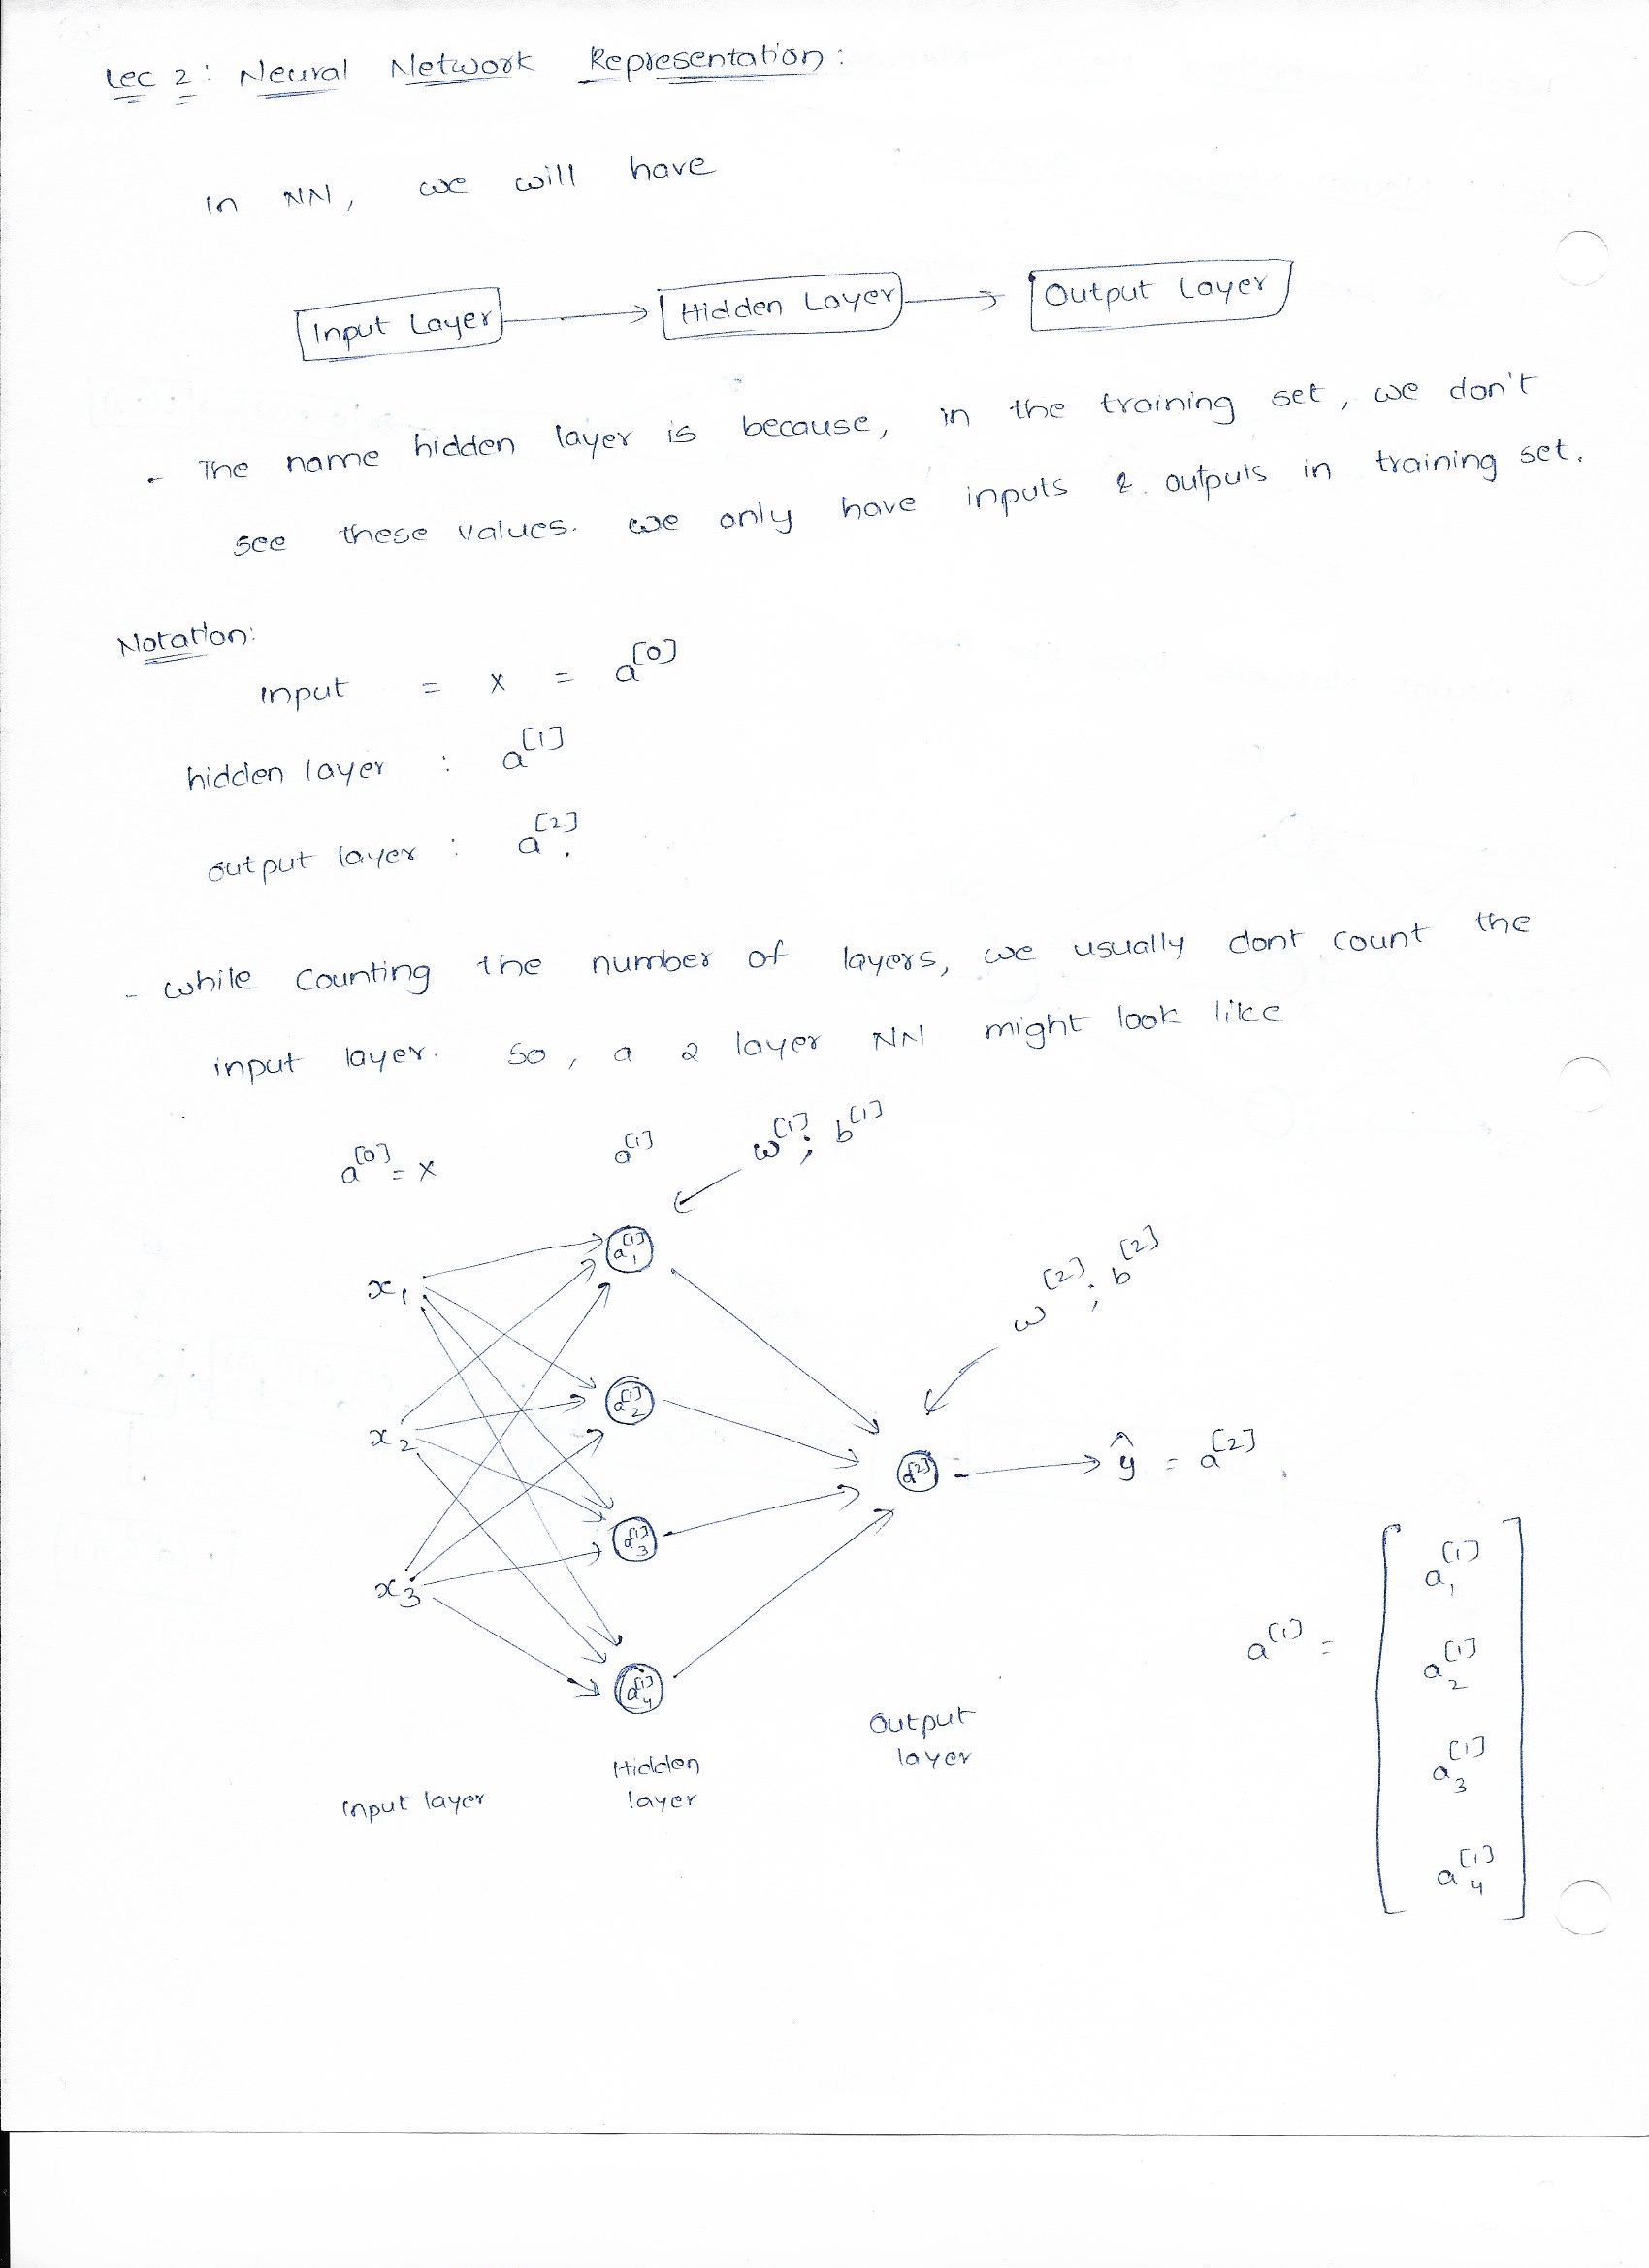 Lec 2: Neural Network Representation:
in NN, we will have
Input Layer → Hidden Layer → Output Layer
- The name hidden layer is because, in the training set, we don't
see these values. we only have inputs & outputs in training set.
Notation:
input = x = a^[0]
hidden layer : a^[1]
output layer : a^[2].
- while counting the number of layers, we usually dont count the
input layer. So, a 2 layer NN might look like
a^[0] = x a^[1] w^[1]; b^[1]
w^[2]; b^[2]
x_1 a_1^[1]
x_2 a_2^[1]
a^[2] → ŷ = a^[2].
x_3 a_3^[1]
a_4^[1]
a^[1] = [ a_1^[1]
a_2^[1]
a_3^[1]
a_4^[1] ]
Input layer
Hidden
layer
Output
layer